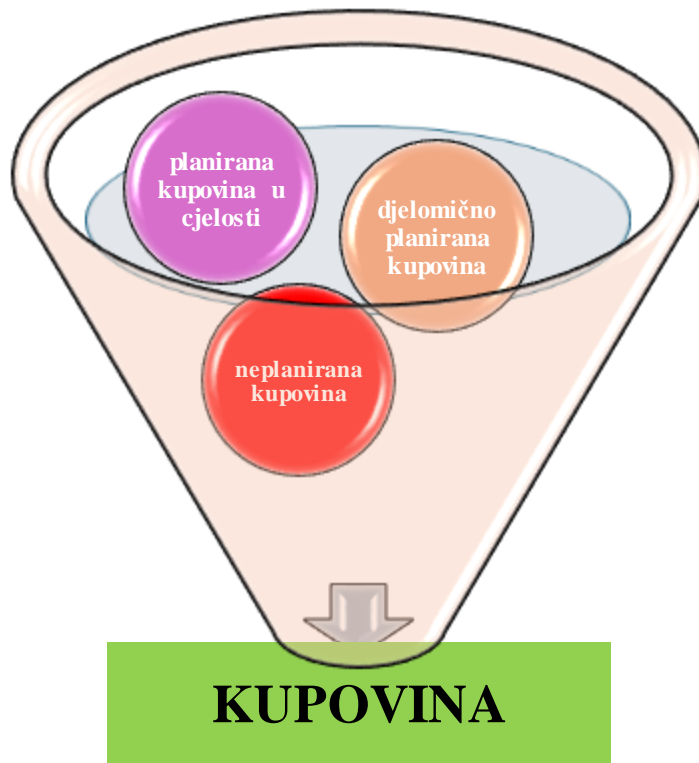 planirana
kupovina u
cjelosti
djelomično
planirana
kupovina
neplanirana
kupovina
KUPOVINA